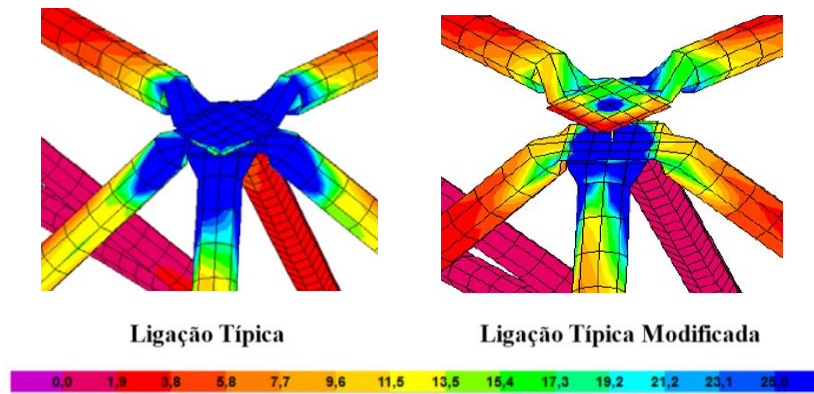 Ligação Típica
Ligação Típica Modificada
0,0 1,9 3,8 5,8 7,7 9,6 11,5 13,5 15,4 17,3 19,2 21,2 23,1 25,0